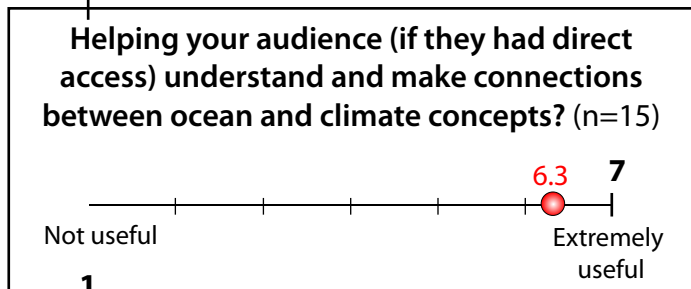 Helping your audience (if they had direct
access) understand and make connections
between ocean and climate concepts? (n=15)
6.3
7
Not useful
Extremely
useful
1